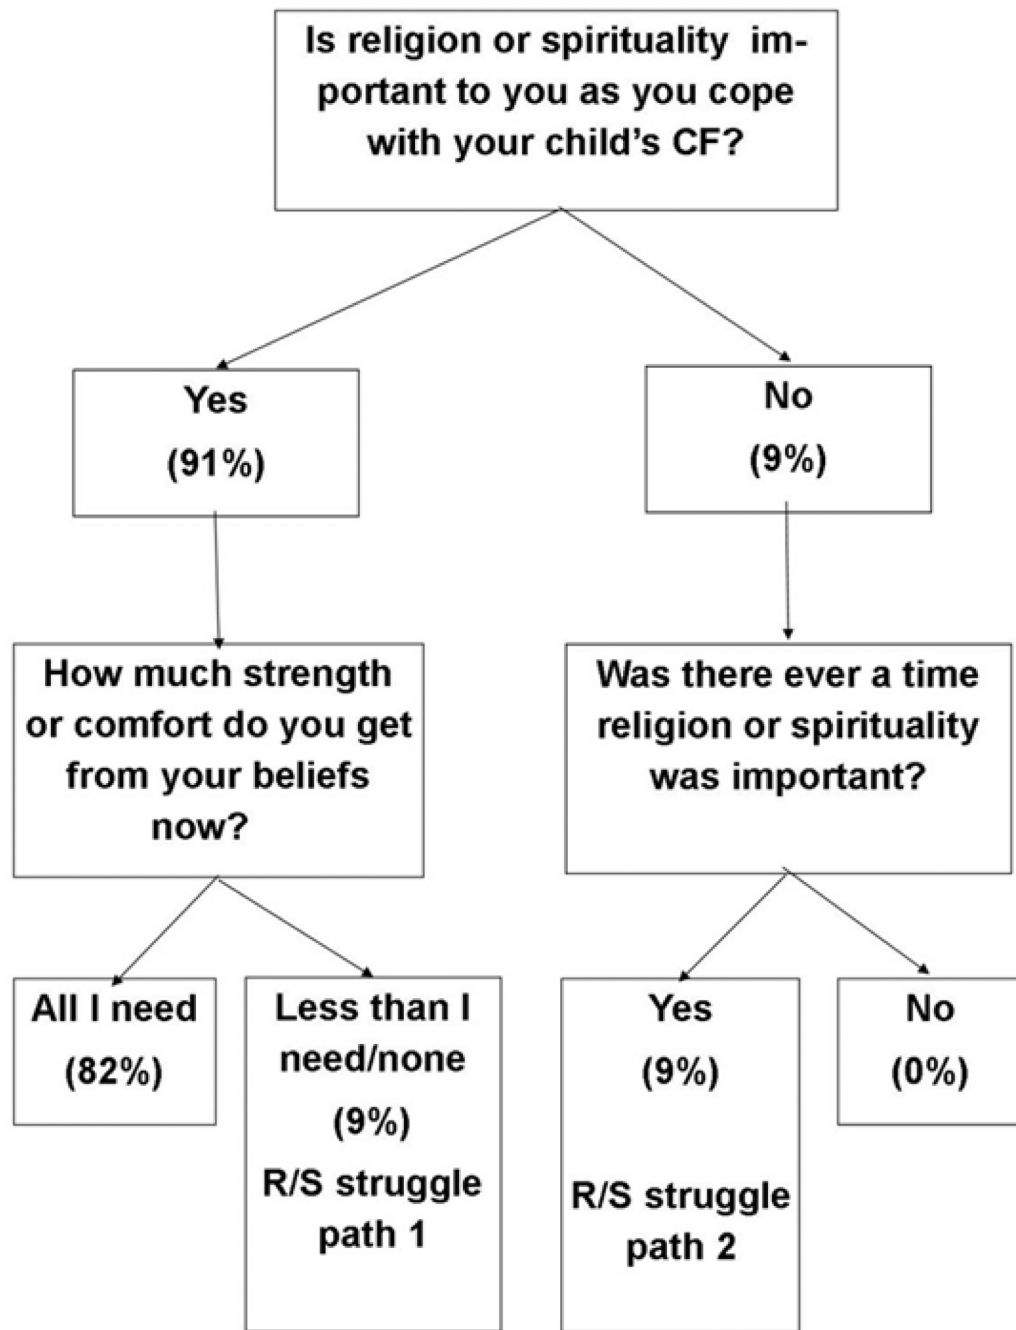 Is religion or spirituality im-
portant to you as you cope
with your child's CF?
Yes
(91%)
No
(9%)
How much strength
or comfort do you get
from your beliefs
now?
Was there ever a time
religion or spirituality
was important?
All I need
(82%)
Less than I
need/none
(9%)
R/S struggle
path 1
Yes
(9%)
R/S struggle
path 2
No
(0%)